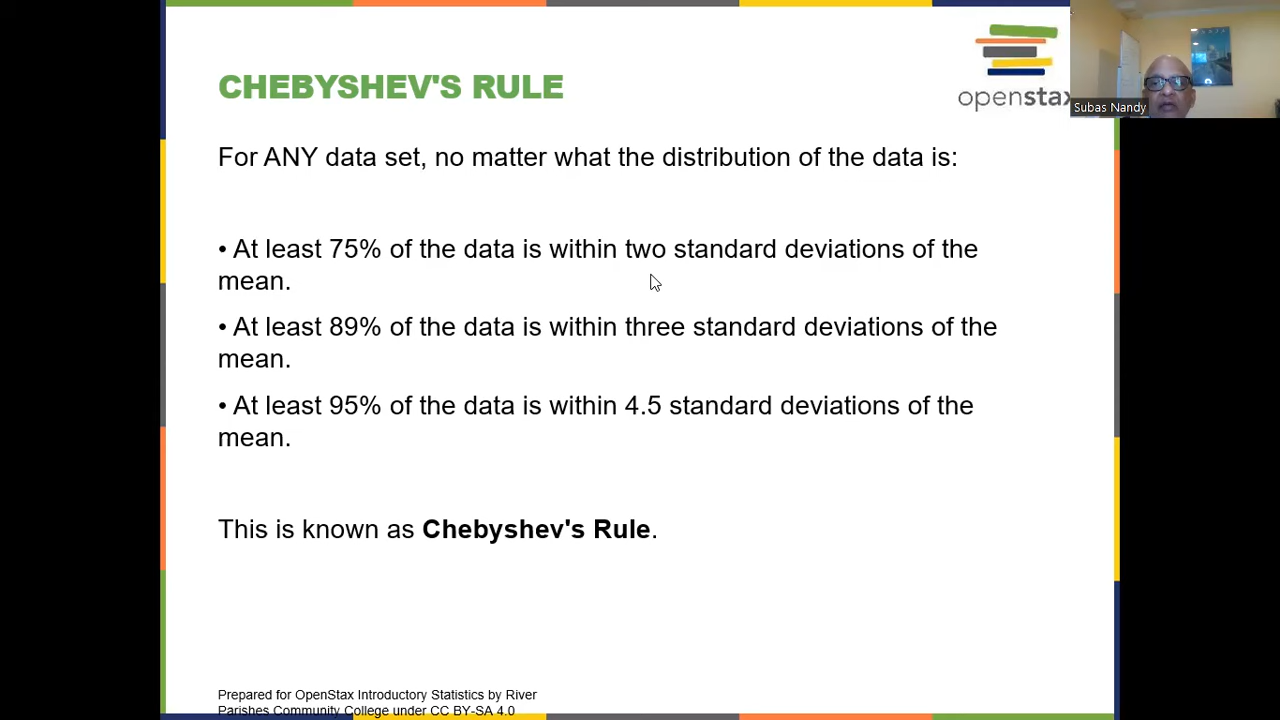 CHEBYSHEV'S RULE
openstax
Subas Nandy
For ANY data set, no matter what the distribution of the data is:
• At least 75% of the data is within two standard deviations of the
mean.
• At least 89% of the data is within three standard deviations of the
mean.
• At least 95% of the data is within 4.5 standard deviations of the
mean.
This is known as Chebyshev's Rule.
Prepared for OpenStax Introductory Statistics by River
Parishes Community College under CC BY-SA 4.0